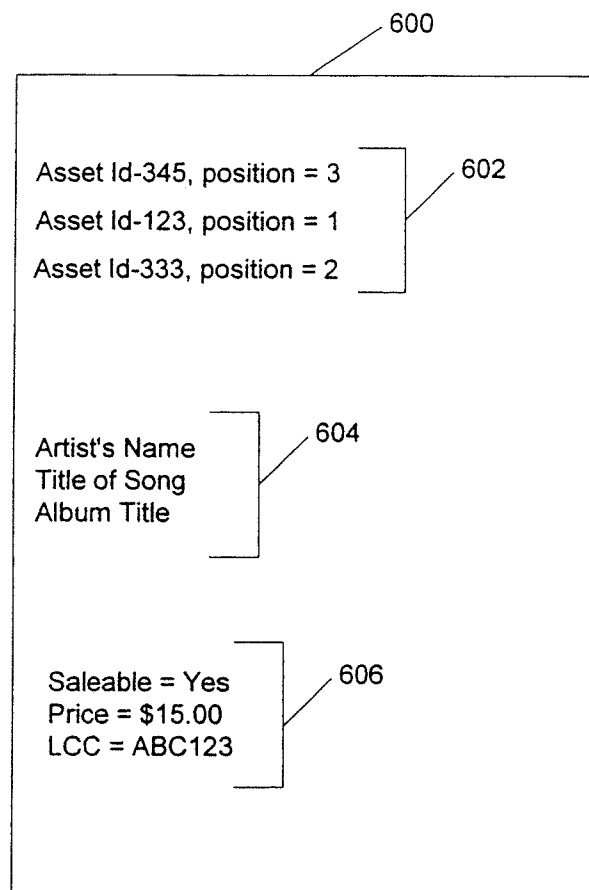 600
Asset Id-345, position = 3
602
Asset Id-123, position = 1
Asset Id-333, position = 2
604
Artist's Name
Title of Song
Album Title
606
Saleable = Yes
Price = $15.00
LCC = ABC123